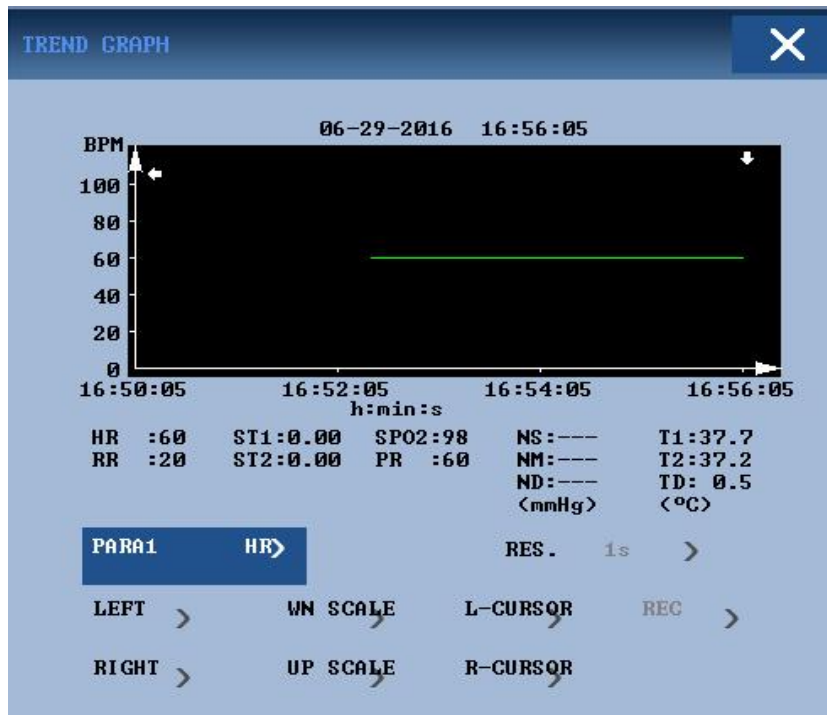 TREND GRAPH
06-29-2016 16:56:05
BPM
100
80
60
40
20
0
16:50:05 16:52:05 16:54:05 16:56:05
h:min:s
HR :60 ST1:0.00 SPO2:98 NS:--- T1:37.7
RR :20 ST2:0.00 PR :60 NM:--- T2:37.2
ND:--- TD: 0.5
(mmHg) (ºC)
PARA1 HR RES. 1s
LEFT WN SCALE L-CURSOR REC
RIGHT UP SCALE R-CURSOR